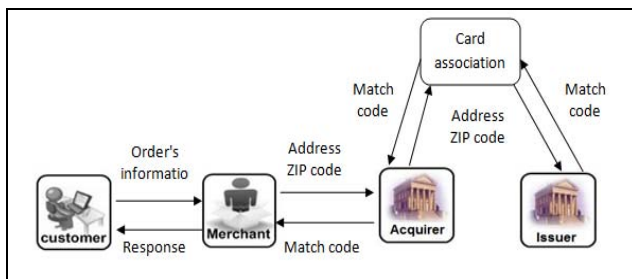 Card
association
Match
code
Match
code
Address
ZIP code
Order's
informatio
Address
ZIP code
customer
Merchant
Acquirer
Issuer
Response
Match code